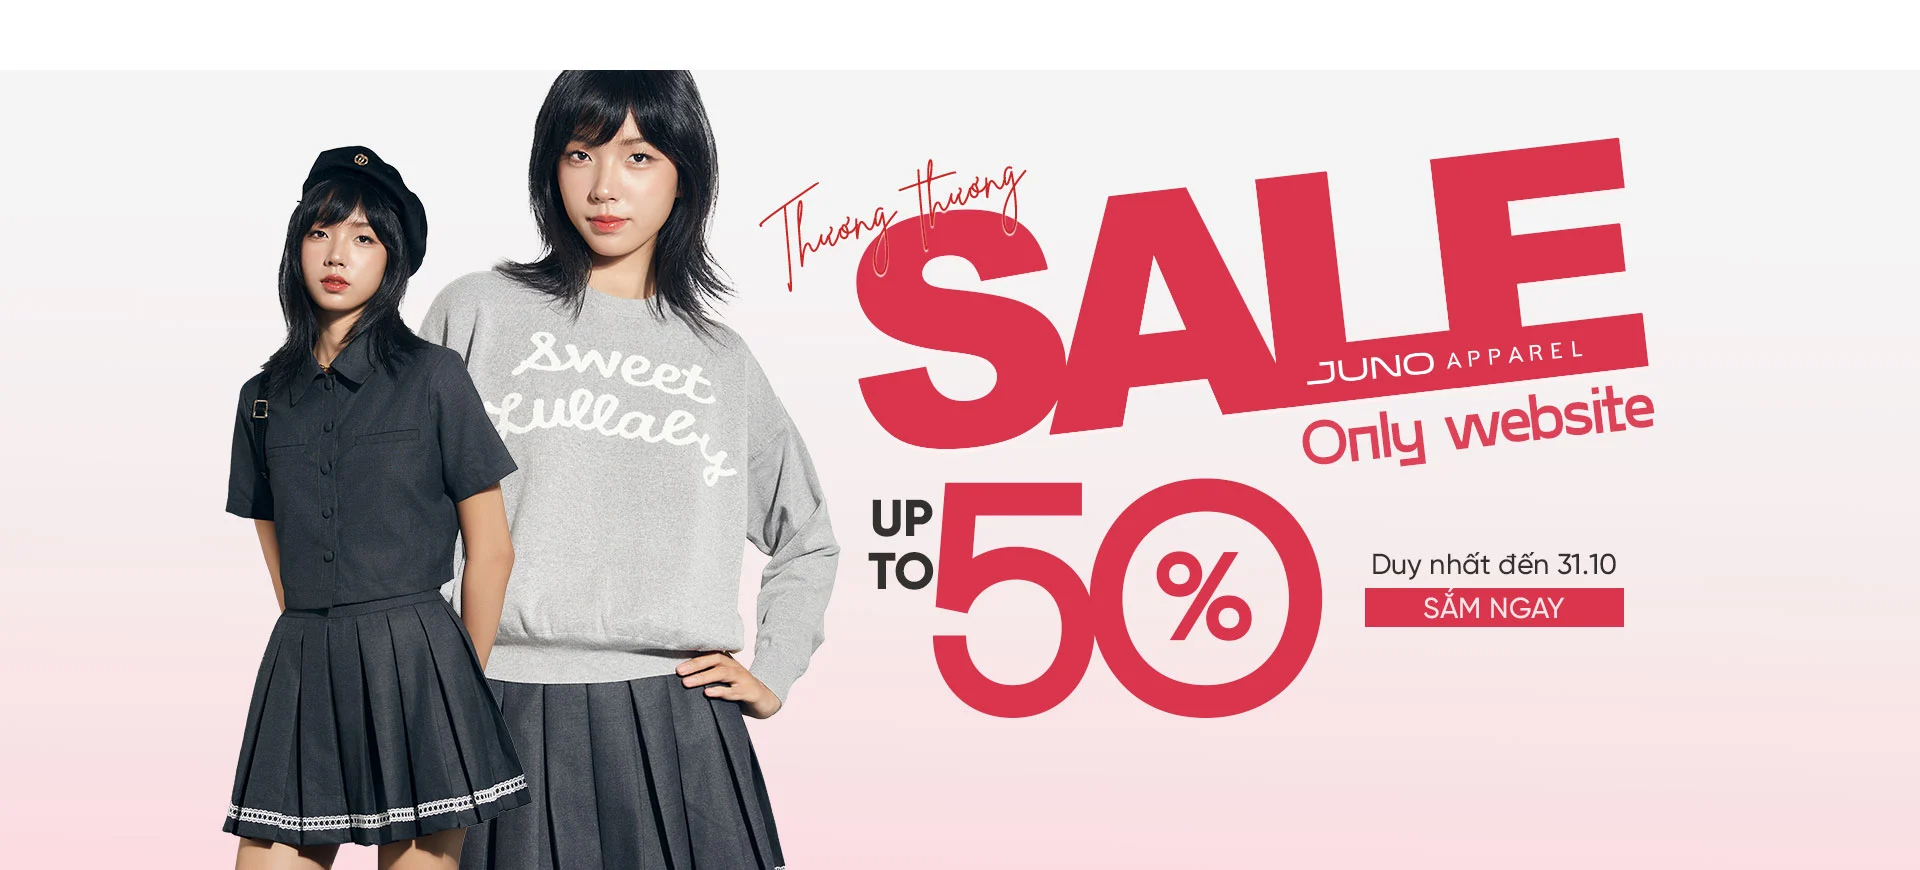 Sweet
Lullaby
Thương thương
SALE
JUNO APPAREL
Only website
UP
TO
50%
Duy nhất đến 31.10
SẮM NGAY